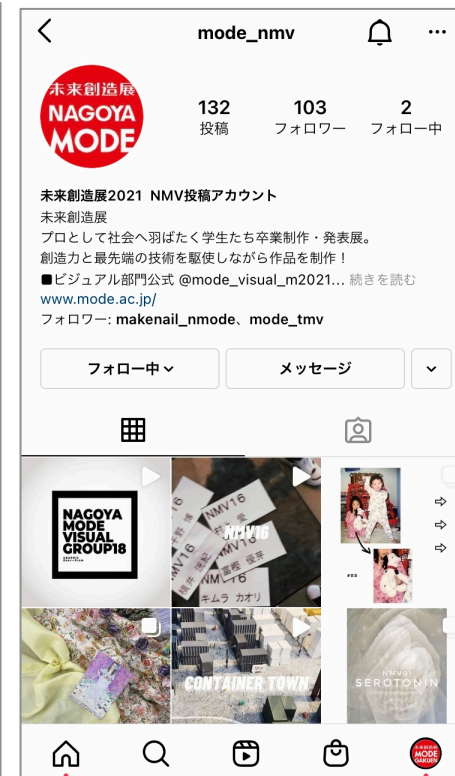 mode_nmv
未来創造展
NAGOYA
MODE
132
投稿
103
フォロワー
2
フォロー中
未来創造展2021 NMV投稿アカウント
未来創造展
プロとして社会へ羽ばたく学生たち卒業制作・発表展。
創造力と最先端の技術を駆使しながら作品を制作！
■ビジュアル部門公式 @mode_visual_m2021... 続きを読む
www.mode.ac.jp/
フォロワー: makenail_nmode、mode_tmv
フォロー中
メッセージ
NAGOYA
MODE
VISUAL
GROUP18
NMV16
NMV16
キムラ カオリ
CONTAINER TOWN
NMV01
SEROTONIN
MODE
GAKUEN